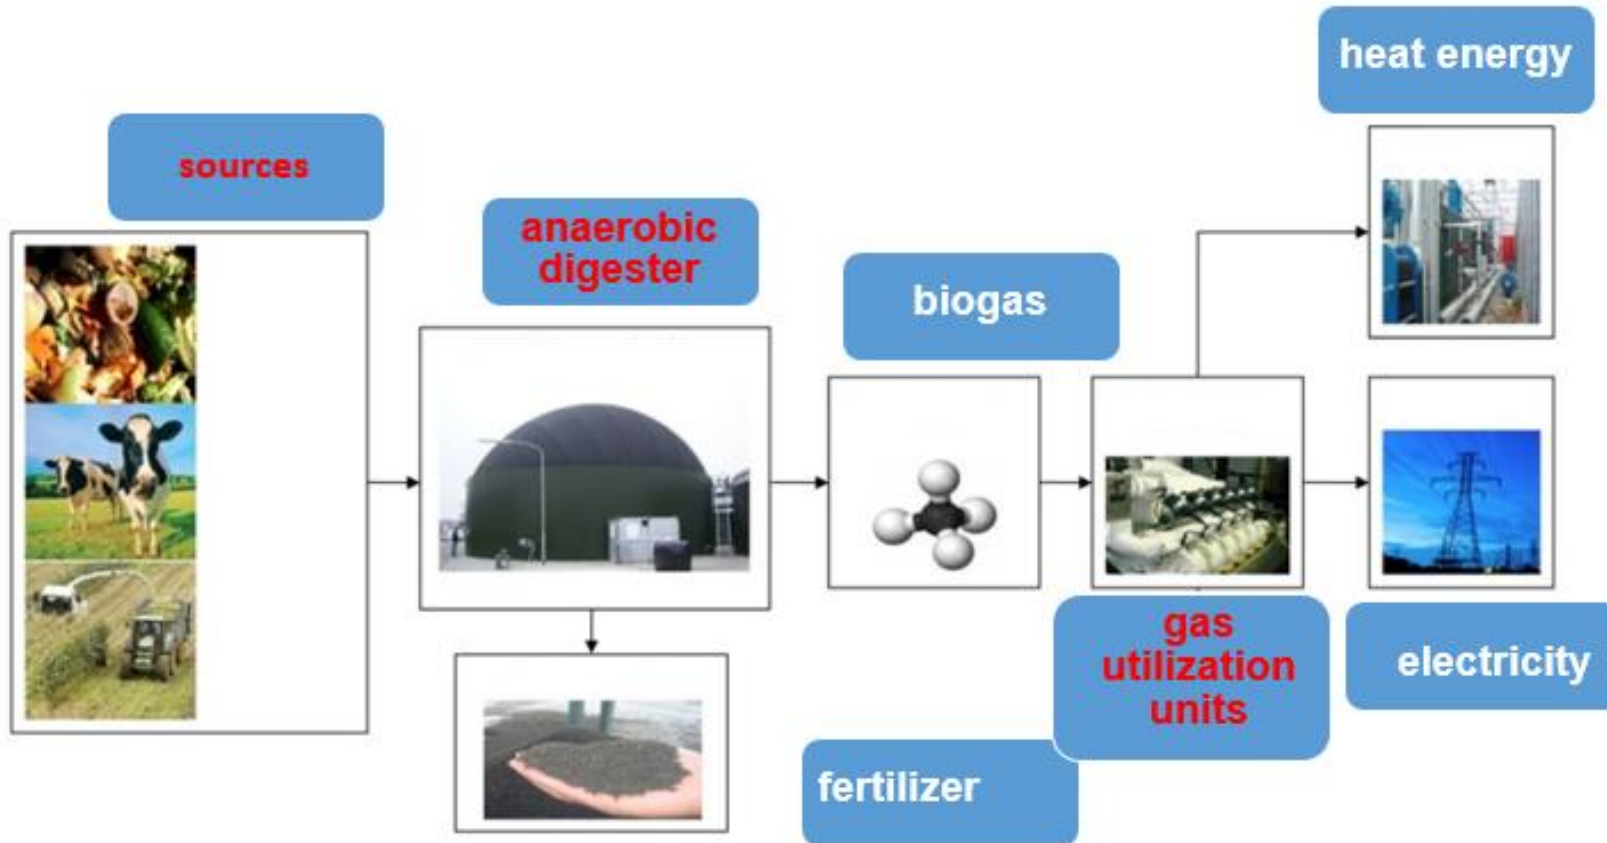 heat energy
sources
anaerobic
digester
biogas
gas
utilization
units
electricity
fertilizer